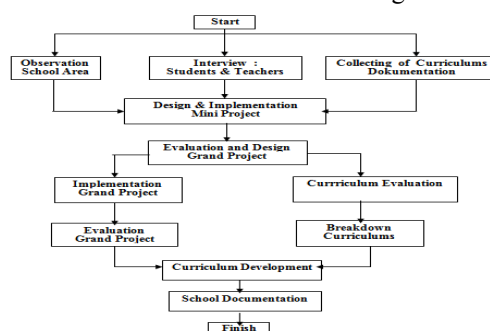 Start
Observation
School Area
Interview :
Students & Teachers
Collecting of Curriculums
Dokumentation
Design & Implementation
Mini Project
Evaluation and Design
Grand Project
Implementation
Grand Project
Currriculum Evaluation
Evaluation
Grand Project
Breakdown
Curriculums
Curriculum Development
School Documentation
Finish